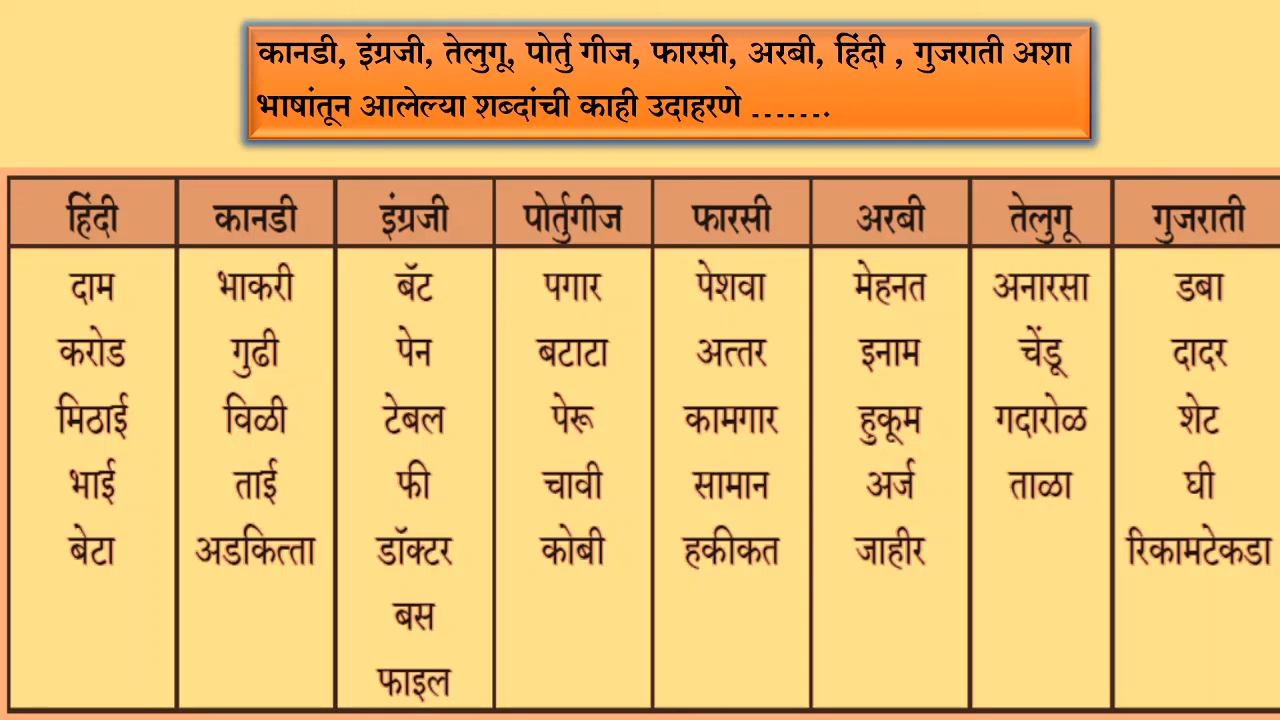 कानडी, इंग्रजी, तेलुगू, पोर्तु गीज, फारसी, अरबी, हिंदी , गुजराती अशा
भाषांतून आलेल्या शब्दांची काही उदाहरणे …….
हिंदी कानडी इंग्रजी पोर्तुगीज फारसी अरबी तेलुगू गुजराती
दाम भाकरी बॅट पगार पेशवा मेहनत अनारसा डबा
करोड गुढी पेन बटाटा अत्तर इनाम चेंडू दादर
मिठाई विळी टेबल पेरू कामगार हुकूम गदारोळ शेट
भाई ताई फी चावी सामान अर्ज ताळा घी
बेटा अडकित्ता डॉक्टर कोबी हकीकत जाहीर रिकामटेकडा
बस
फाइल